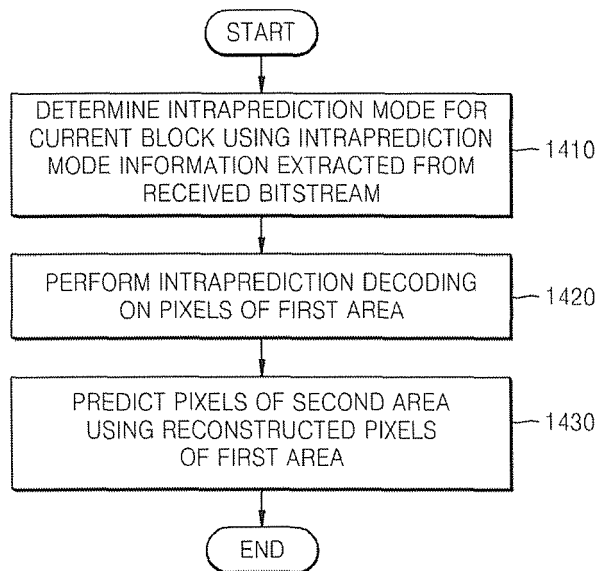 START
DETERMINE INTRAPREDICTION MODE FOR
CURRENT BLOCK USING INTRAPREDICTION
MODE INFORMATION EXTRACTED FROM
RECEIVED BITSTREAM
1410
PERFORM INTRAPREDICTION DECODING
ON PIXELS OF FIRST AREA
1420
PREDICT PIXELS OF SECOND AREA
USING RECONSTRUCTED PIXELS
OF FIRST AREA
1430
END